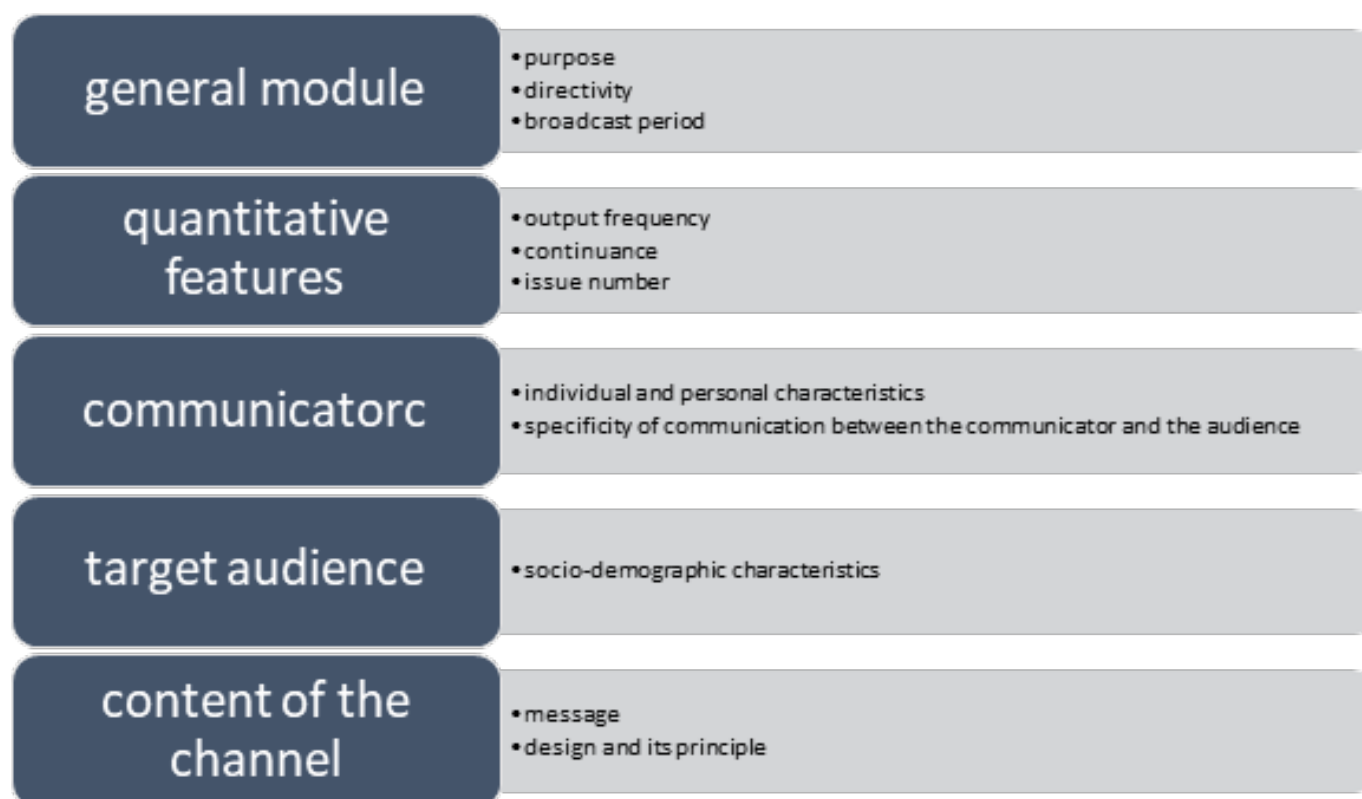 general module
•purpose
•directivity
•broadcast period
quantitative
features
•output frequency
•continuance
•issue number
communicatorc
•individual and personal characteristics
•specificity of communication between the communicator and the audience
target audience
•socio-demographic characteristics
content of the
channel
•message
•design and its principle